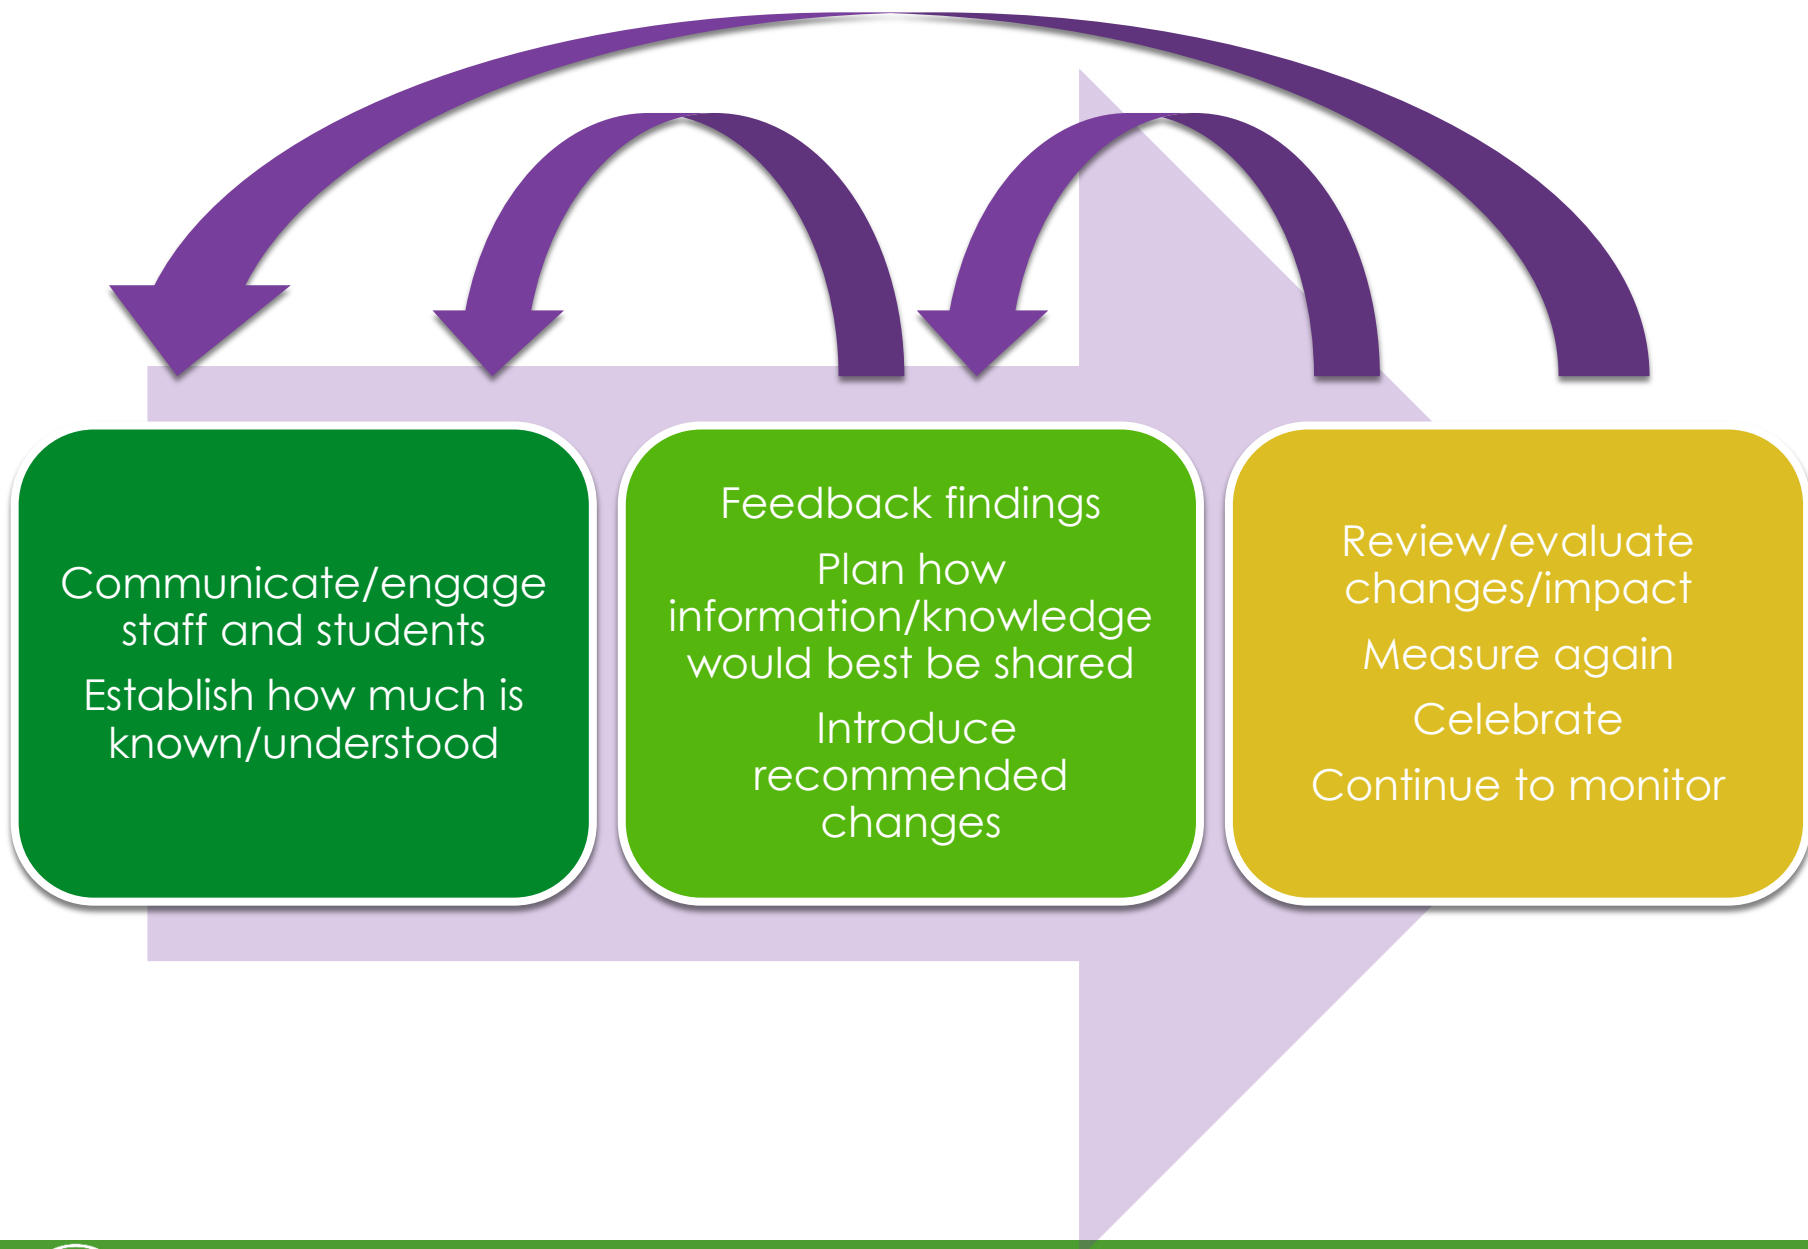 Communicate/engage
staff and students
Establish how much is
known/understood
Feedback findings
Plan how
information/knowledge
would best be shared
Introduce
recommended
changes
Review/evaluate
changes/impact
Measure again
Celebrate
Continue to monitor